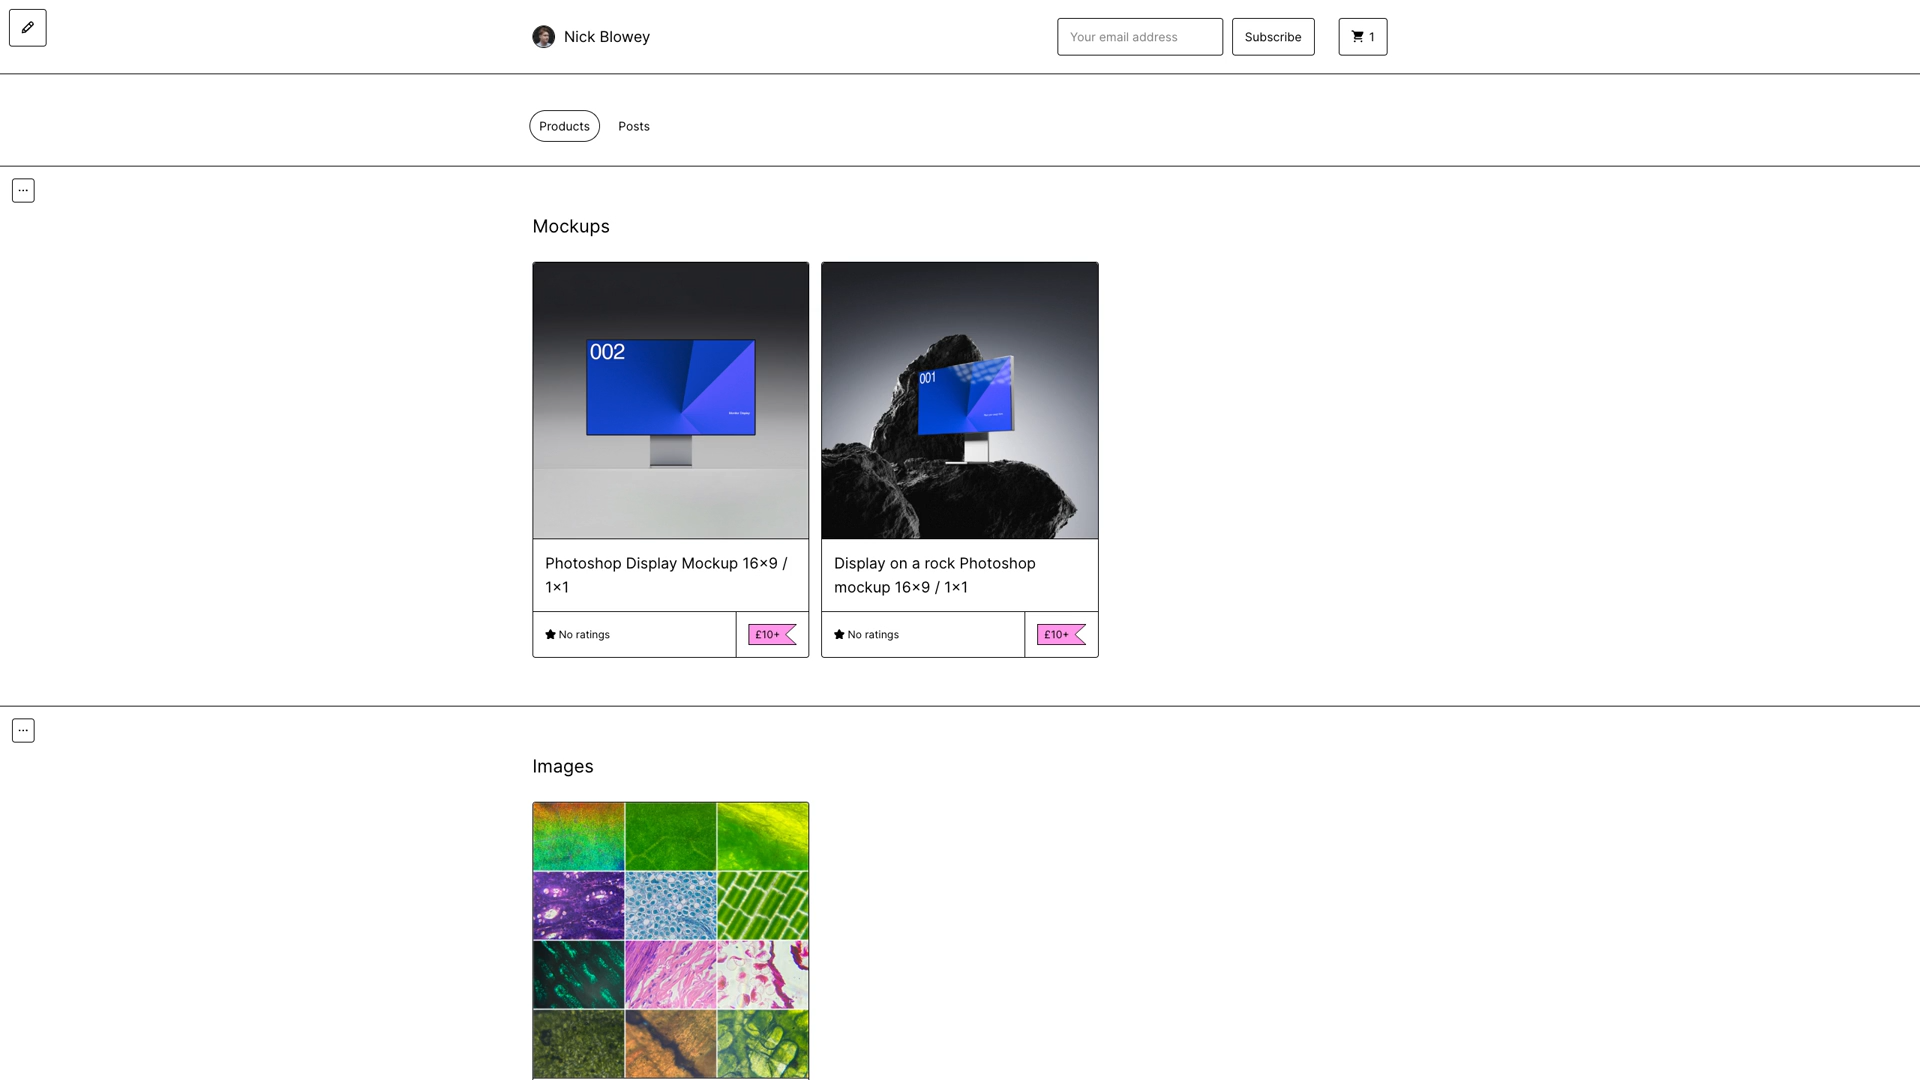 Nick Blowey
Your email address
Subscribe
1
Products
Posts
Mockups
002
001
Photoshop Display Mockup 16×9 /
1×1
No ratings
£10+
Display on a rock Photoshop
mockup 16×9 / 1×1
No ratings
£10+
Images